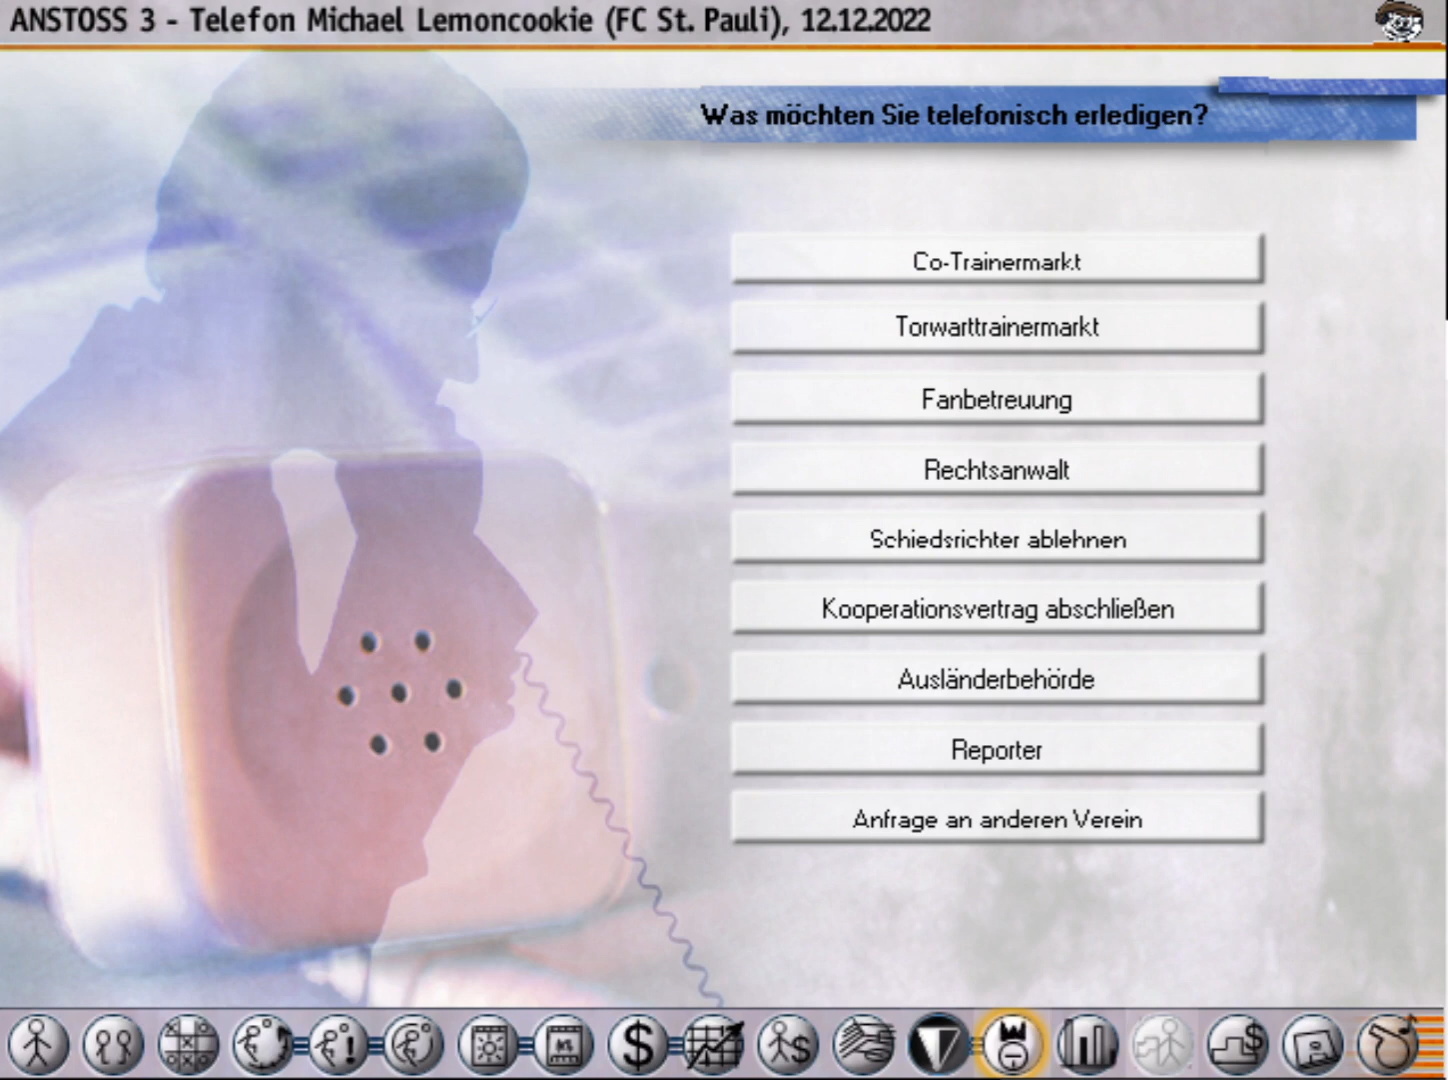 ANSTOSS 3 - Telefon Michael Lemoncookie (FC St. Pauli), 12.12.2022
Was möchten Sie telefonisch erledigen?
Co-Trainermarkt
Torwarttrainermarkt
Fanbetreuung
Rechtsanwalt
Schiedsrichter ablehnen
Kooperationsvertrag abschließen
Ausländerbehörde
Reporter
Anfrage an anderen Verein